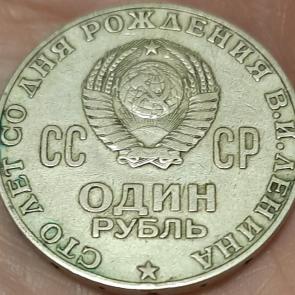 СТО ЛЕТ СО ДНЯ РОЖДЕНИЯ В.И.ЛЕНИНА
СС СР
ОДИН
РУБЛЬ